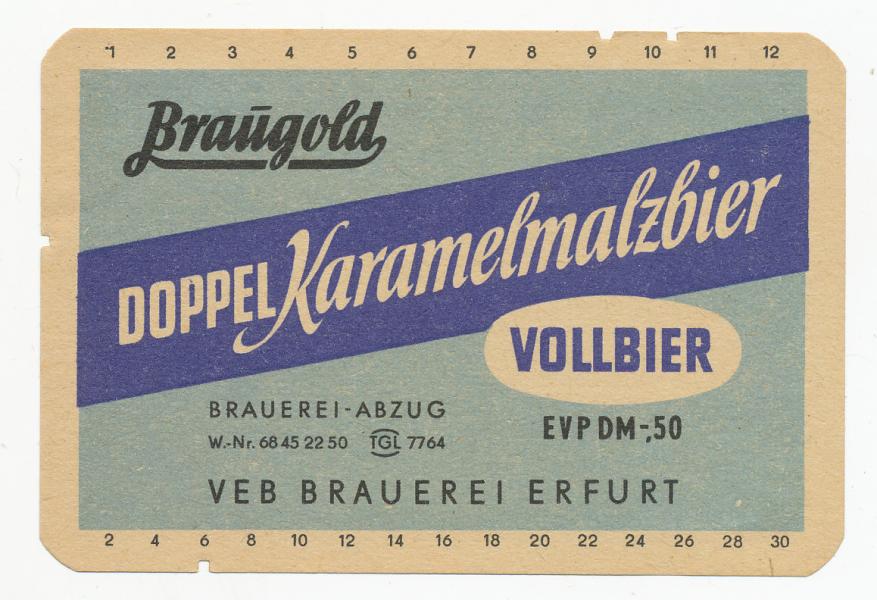 1 2 3 4 5 6 7 8 9 10 11 12
Braugold
DOPPEL Karamelmalzbier
VOLLBIER
BRAUEREI-ABZUG
EVP DM -,50
W.-Nr. 68 45 22 50 TGL 7764
VEB BRAUEREI ERFURT
2 4 6 8 10 12 14 16 18 20 22 24 26 28 30